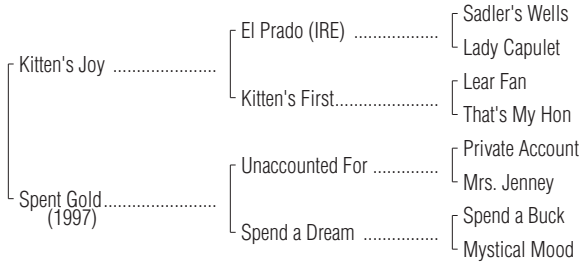 Sadler's Wells
El Prado (IRE) ..................
Lady Capulet
Kitten's Joy ......................
Lear Fan
Kitten's First......................
That's My Hon
Private Account
Unaccounted For ...............
Mrs. Jenney
Spent Gold........................
(1997)
Spend a Buck
Spend a Dream ................
Mystical Mood